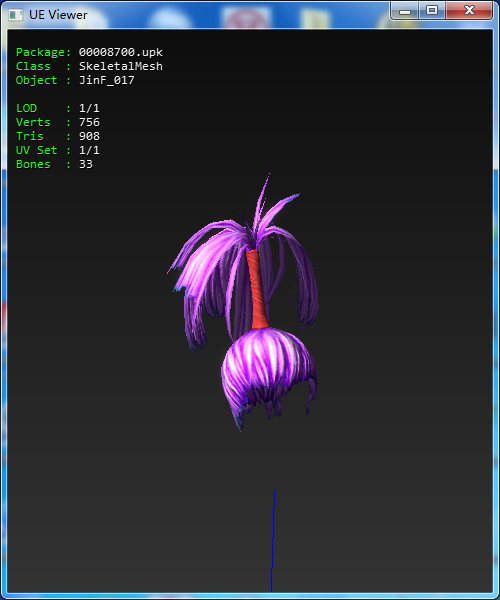 UE Viewer
Package: 00008700.upk
Class : SkeletalMesh
Object : JinF_017
LOD : 1/1
Verts : 756
Tris : 908
UV Set : 1/1
Bones : 33